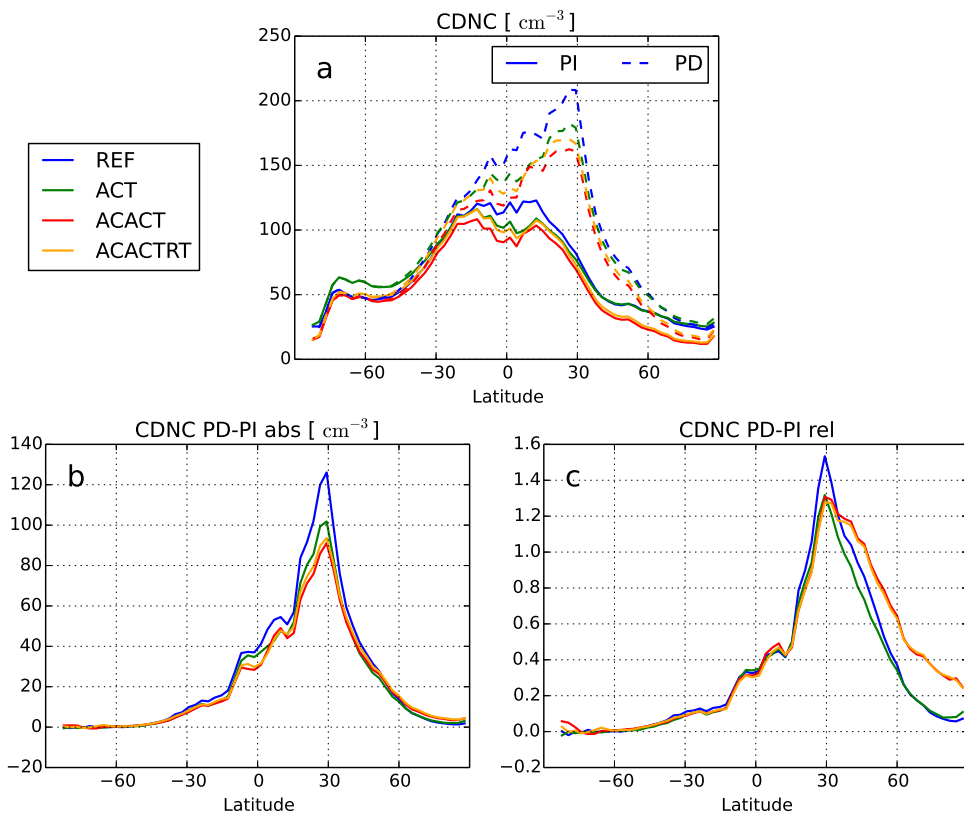 CDNC [ cm⁻³ ]
a
PI
PD
250
200
150
100
50
0
−60
−30
0
30
60
Latitude
REF
ACT
ACACT
ACACTRT
CDNC PD-PI abs [ cm⁻³ ]
b
140
120
100
80
60
40
20
0
−20
−60
−30
0
30
60
Latitude
CDNC PD-PI rel
c
1.6
1.4
1.2
1.0
0.8
0.6
0.4
0.2
0.0
−0.2
−60
−30
0
30
60
Latitude